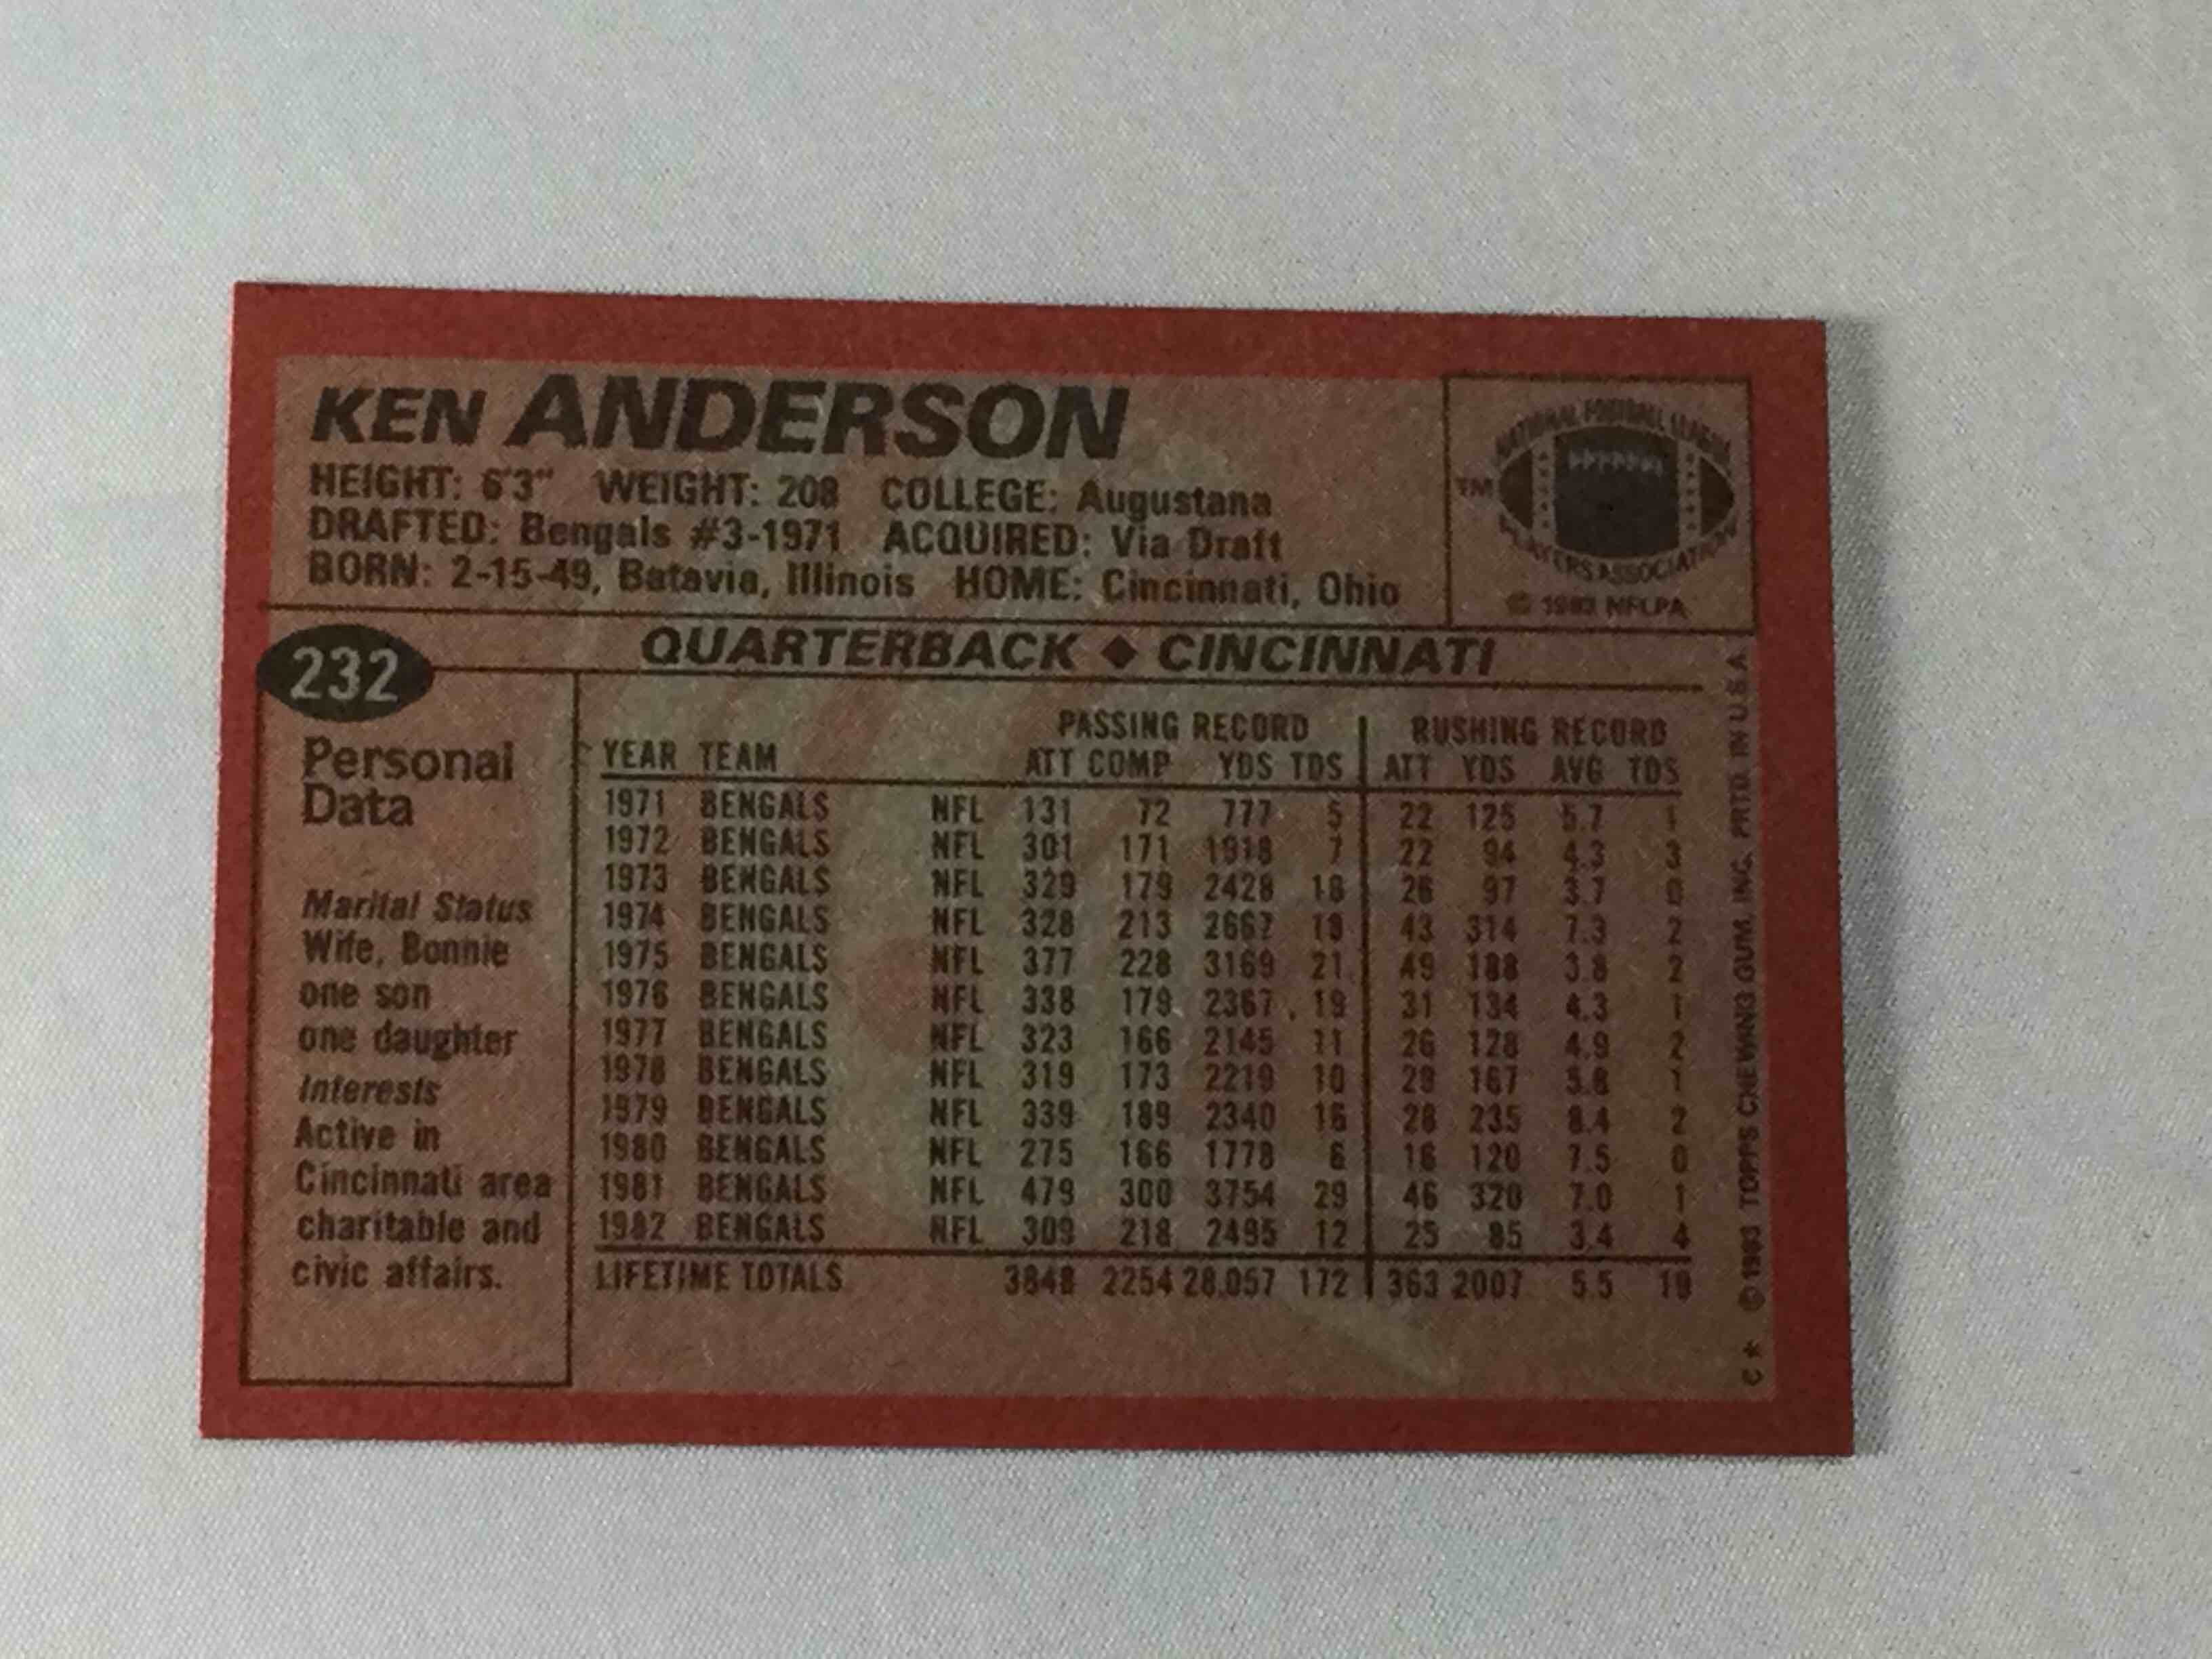 KEN ANDERSON
HEIGHT: 6'3" WEIGHT: 208 COLLEGE: Augustana
DRAFTED: Bengals #3-1971 ACQUIRED: Via Draft
BORN: 2-15-49, Batavia, Illinois HOME: Cincinnati, Ohio
NATIONAL FOOTBALL LEAGUE
TM
PLAYERS ASSOCIATION
© 1983 NFLPA
232
QUARTERBACK ♦ CINCINNATI
Personal
Data
Marital Status
Wife, Bonnie
one son
one daughter
Interests
Active in
Cincinnati area
charitable and
civic affairs.
PASSING RECORD RUSHING RECORD
YEAR TEAM ATT COMP YDS TDS ATT YDS AVG TDS
1971 BENGALS NFL 131 72 777 5 22 125 5.7 1
1972 BENGALS NFL 301 171 1918 7 22 94 4.3 3
1973 BENGALS NFL 329 179 2428 18 26 97 3.7 0
1974 BENGALS NFL 328 213 2667 18 43 314 7.3 2
1975 BENGALS NFL 377 228 3169 21 49 188 3.8 2
1976 BENGALS NFL 338 179 2367 19 31 134 4.3 1
1977 BENGALS NFL 323 166 2145 11 26 128 4.9 2
1978 BENGALS NFL 319 173 2219 10 29 167 5.8 1
1979 BENGALS NFL 339 189 2340 16 28 235 8.4 2
1980 BENGALS NFL 275 166 1778 6 16 120 7.5 0
1981 BENGALS NFL 479 300 3754 29 46 320 7.0 1
1982 BENGALS NFL 309 218 2495 12 25 85 3.4 4
LIFETIME TOTALS 3848 2254 28,057 172 363 2007 5.5 19
C * © 1983 TOPPS CHEWING GUM, INC. PRTD. IN U.S.A.